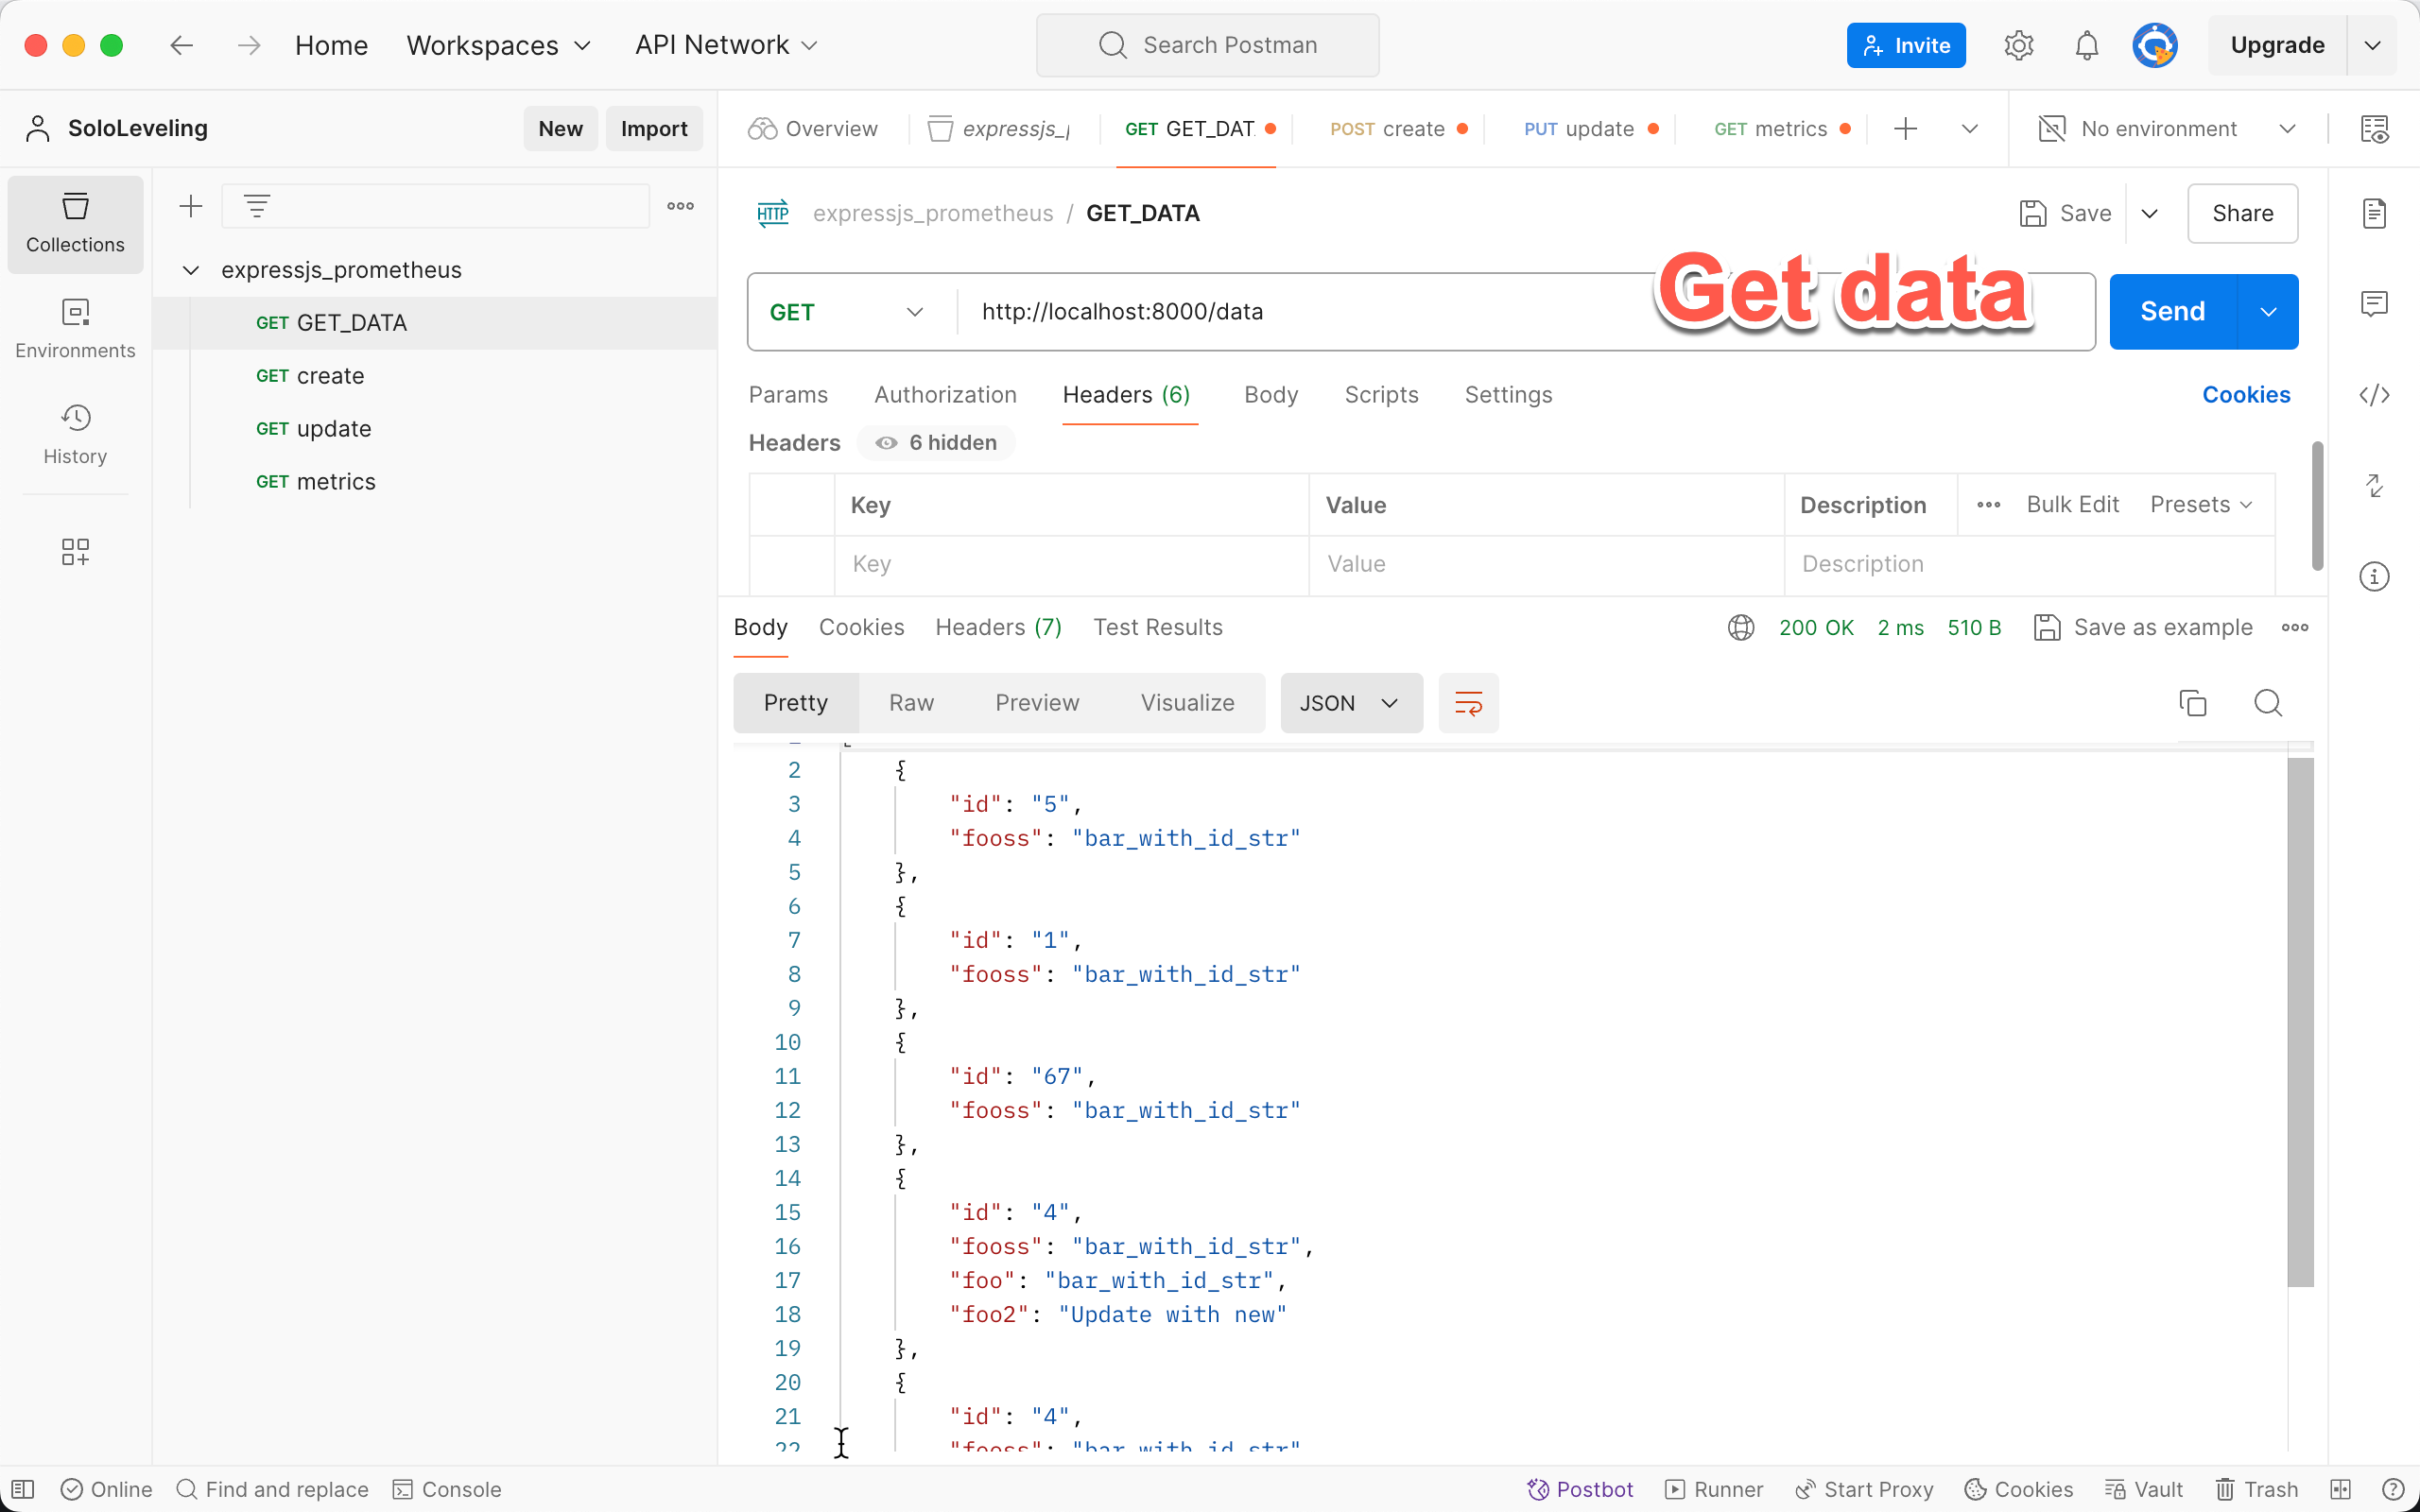 Home Workspaces API Network Search Postman Invite Upgrade
SoloLeveling New Import
Overview expressjs_p GET GET_DAT. POST create PUT update GET metrics No environment
Collections
Environments
History
expressjs_prometheus
GET GET_DATA
GET create
GET update
GET metrics
HTTP expressjs_prometheus / GET_DATA Save Share
Get data
GET http://localhost:8000/data Send
Params Authorization Headers (6) Body Scripts Settings Cookies
Headers 6 hidden
Key Value Description Bulk Edit Presets
Key Value Description
Body Cookies Headers (7) Test Results 200 OK 2 ms 510 B Save as example
Pretty Raw Preview Visualize JSON
2 {
3 "id": "5",
4 "fooss": "bar_with_id_str"
5 },
6 {
7 "id": "1",
8 "fooss": "bar_with_id_str"
9 },
10 {
11 "id": "67",
12 "fooss": "bar_with_id_str"
13 },
14 {
15 "id": "4",
16 "fooss": "bar_with_id_str",
17 "foo": "bar_with_id_str",
18 "foo2": "Update with new"
19 },
20 {
21 "id": "4",
22 "fooss": "bar_with_id_str"
Online Find and replace Console Postbot Runner Start Proxy Cookies Vault Trash